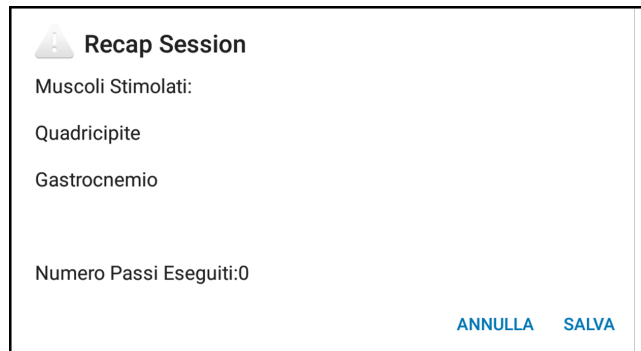 Recap Session
Muscoli Stimolati:
Quadricipite
Gastrocnemio
Numero Passi Eseguiti:0
ANNULLA SALVA